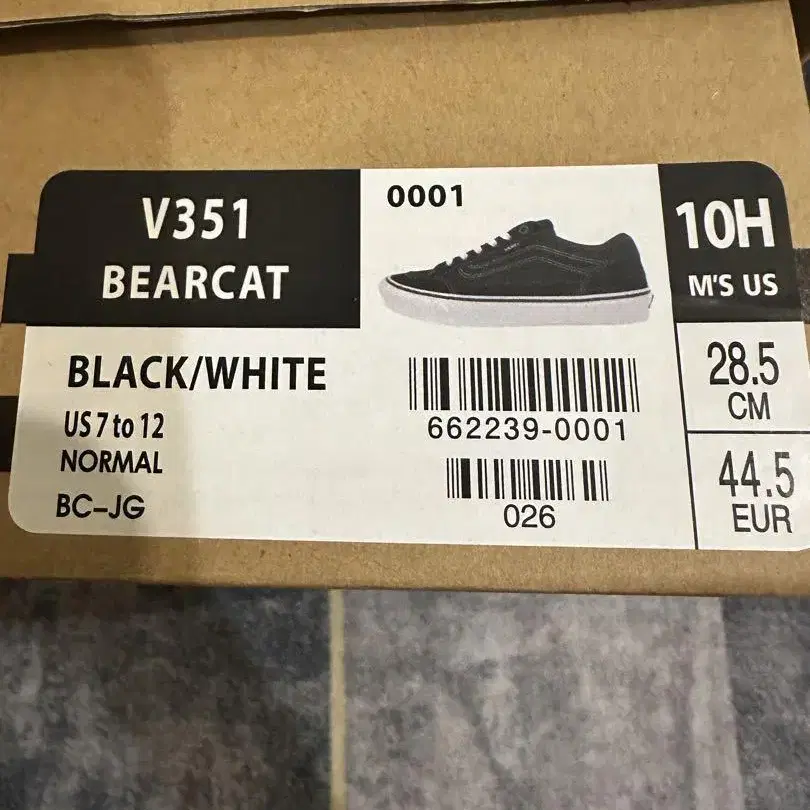 V351
BEARCAT
0001
10H
M'S US
BLACK/WHITE
US 7 to 12
NORMAL
BC-JG
662239-0001
026
28.5
CM
44.5
EUR